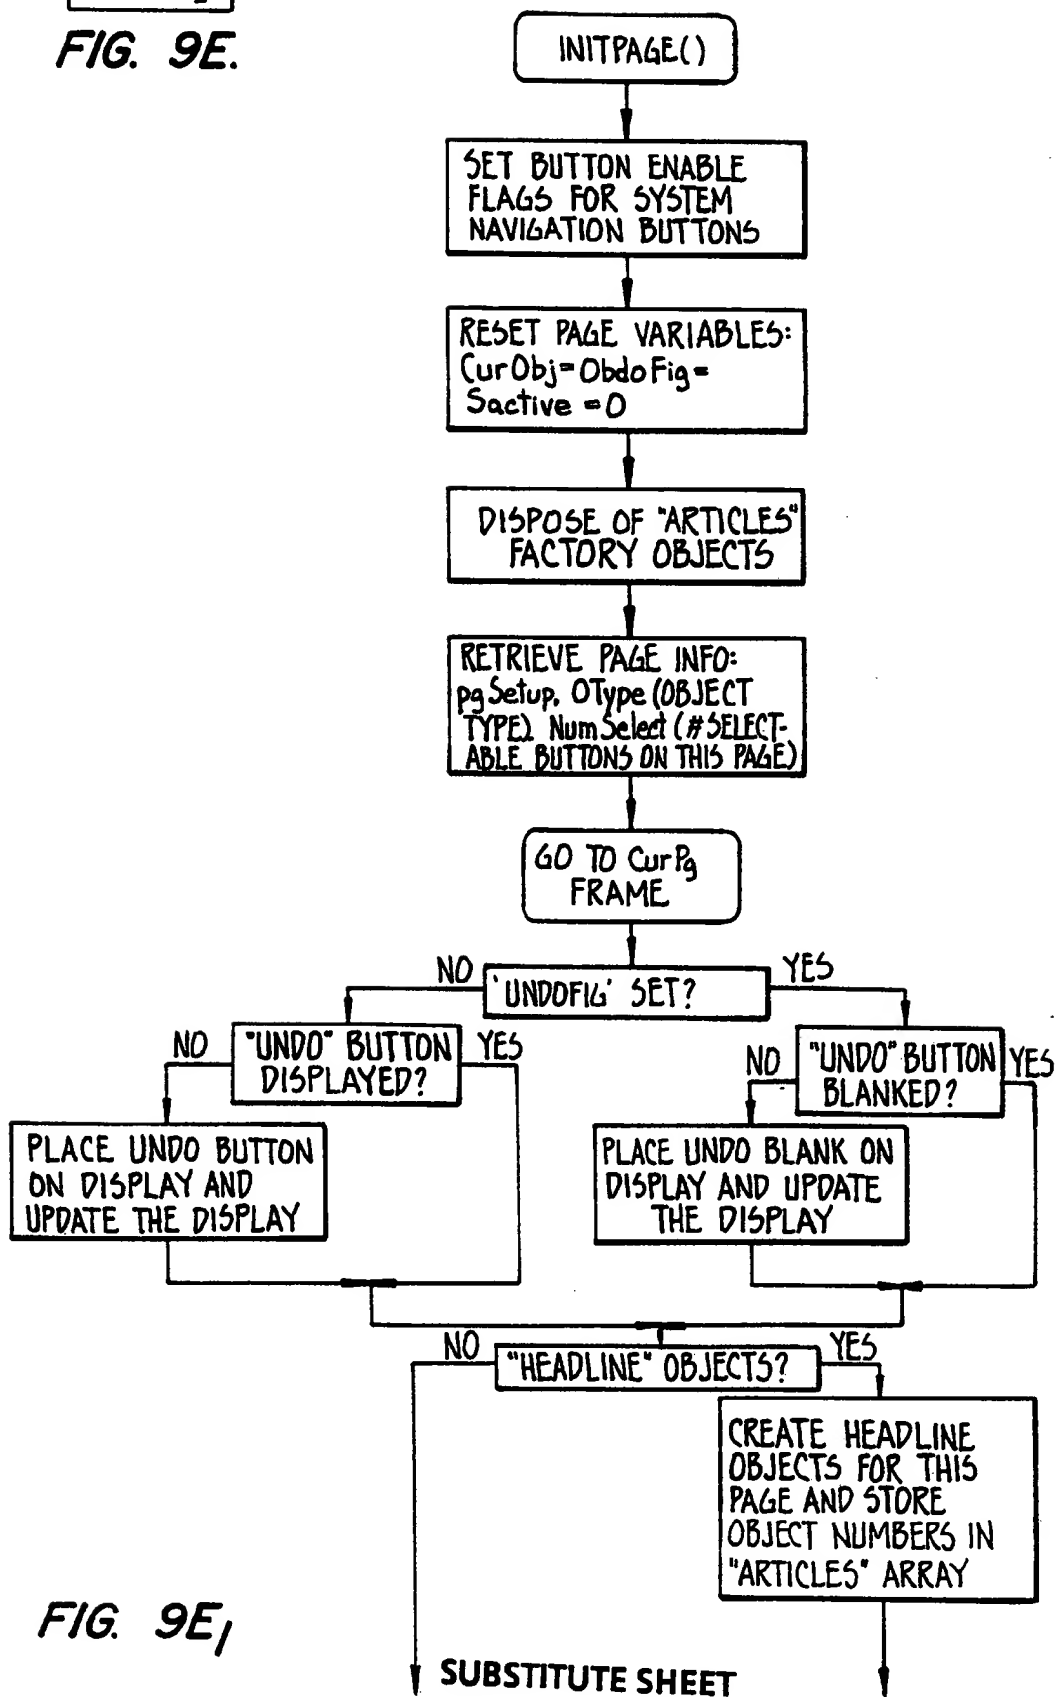 FIG. 9E.
INITPAGE()
SET BUTTON ENABLE
FLAGS FOR SYSTEM
NAVIGATION BUTTONS
RESET PAGE VARIABLES:
CurObj=ObdoFig=
Sactive=0
DISPOSE OF "ARTICLES"
FACTORY OBJECTS
RETRIEVE PAGE INFO:
pgSetup, OType (OBJECT
TYPE). NumSelect (#SELECT-
ABLE BUTTONS ON THIS PAGE)
GO TO CurPg
FRAME
NO
'UNDOFIG' SET?
YES
NO
"UNDO" BUTTON
DISPLAYED?
YES
NO
"UNDO" BUTTON
BLANKED?
YES
PLACE UNDO BUTTON
ON DISPLAY AND
UPDATE THE DISPLAY
PLACE UNDO BLANK ON
DISPLAY AND UPDATE
THE DISPLAY
NO
"HEADLINE" OBJECTS?
YES
CREATE HEADLINE
OBJECTS FOR THIS
PAGE AND STORE
OBJECT NUMBERS IN
"ARTICLES" ARRAY
FIG. 9E1
SUBSTITUTE SHEET